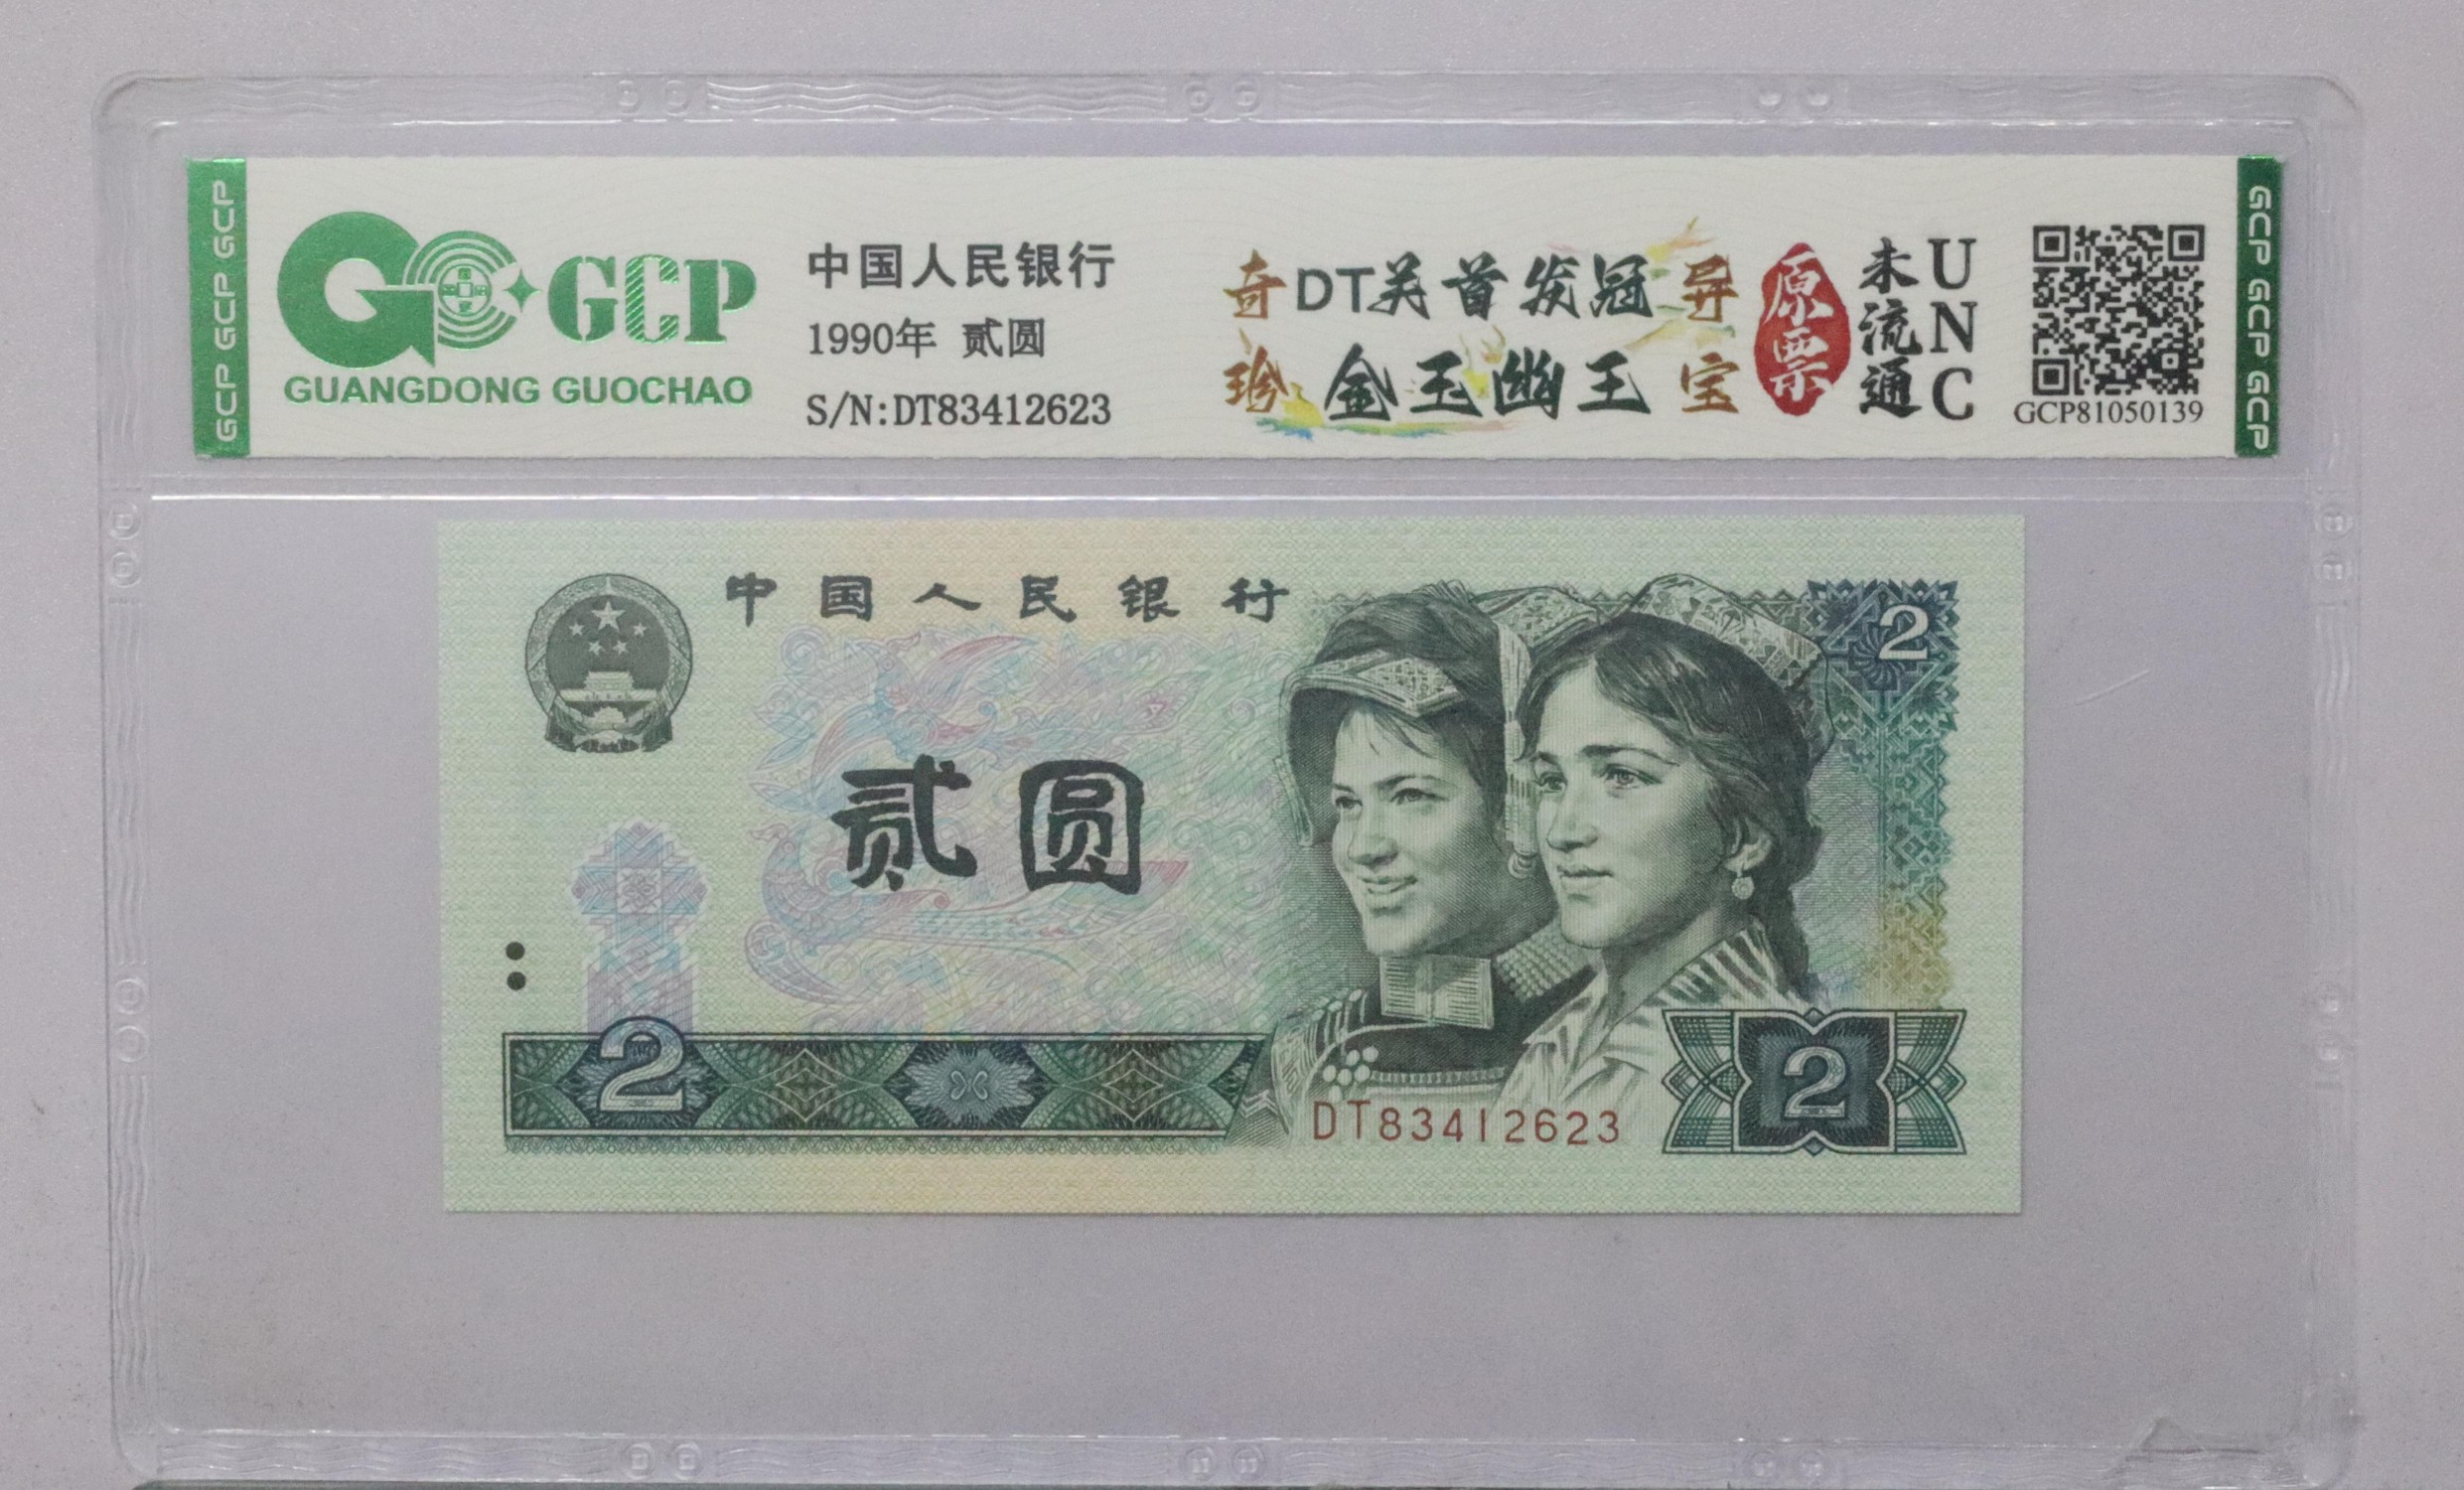 GCP GCP GCP
GCP
GUANGDONG GUOCHAO
中国人民银行
1990年 贰圆
S/N:DT83412623
奇珍
DT关首发冠
金玉幽王
异宝
原票
未流通
UNC
GCP81050139
GCP GCP GCP
中国人民银行
2
贰圆
2
DT83412623
2